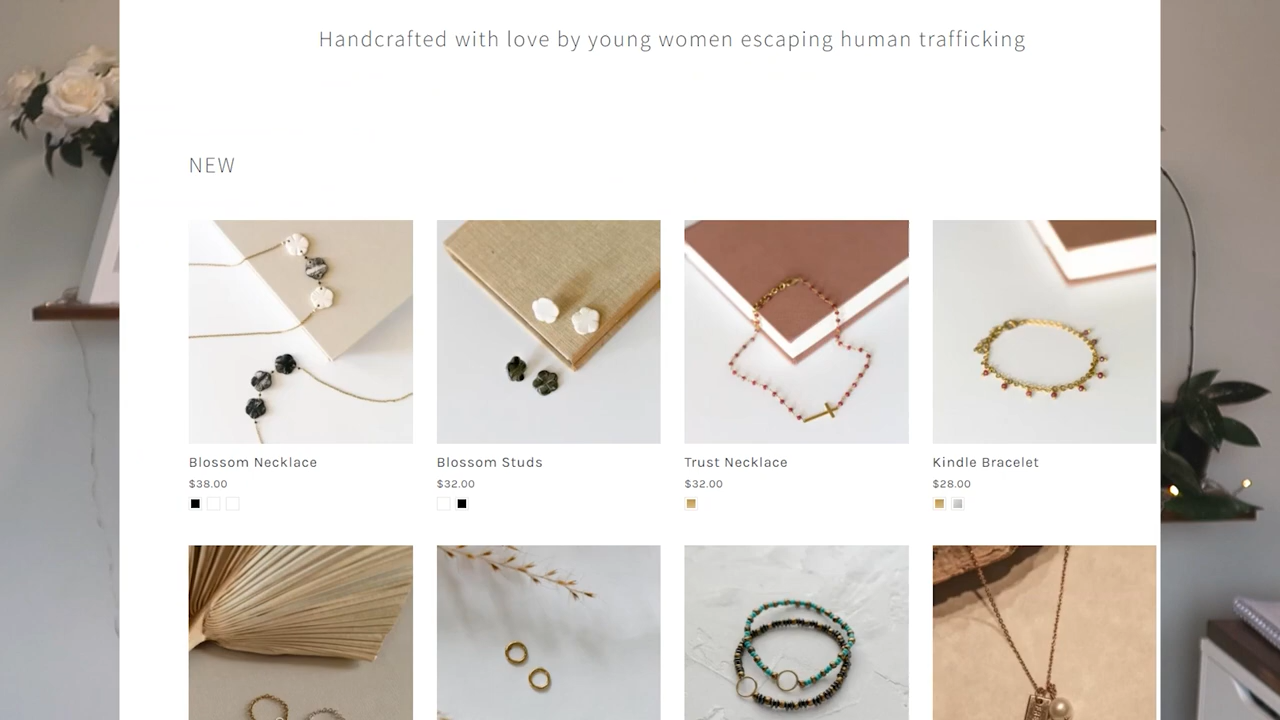 Handcrafted with love by young women escaping human trafficking
NEW
Blossom Necklace
$38.00
Blossom Studs
$32.00
Trust Necklace
$32.00
Kindle Bracelet
$28.00